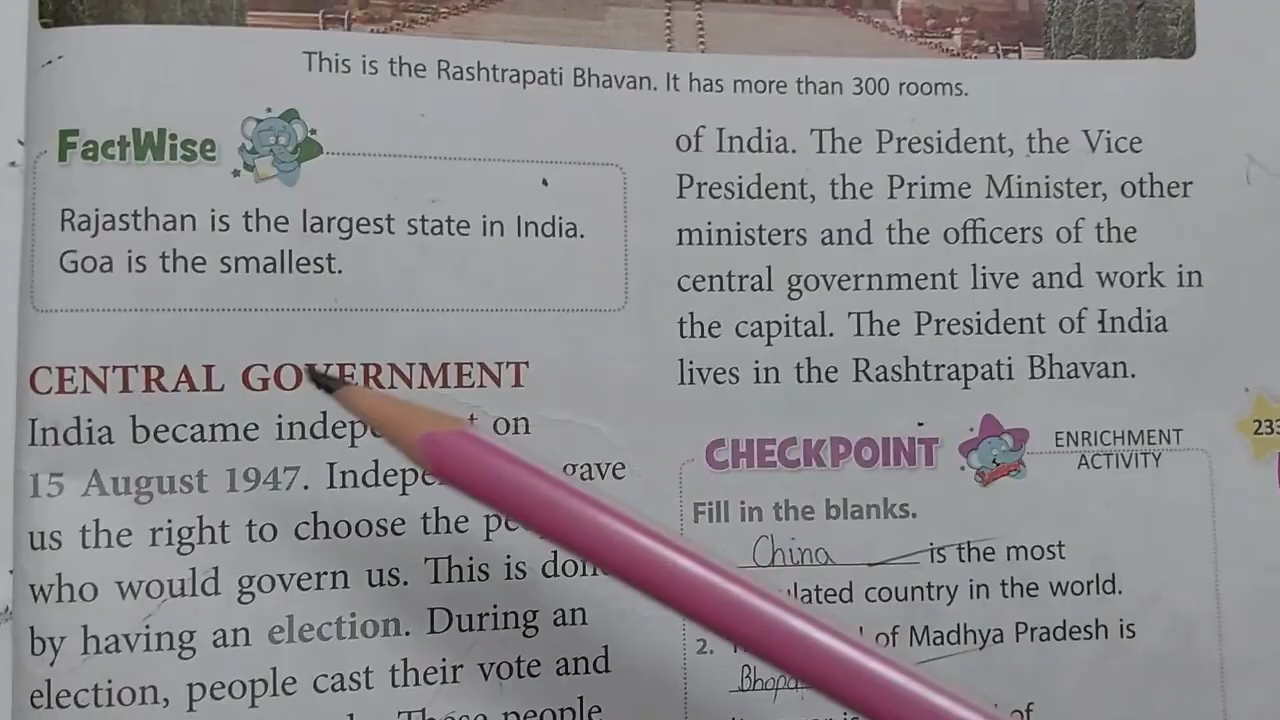 This is the Rashtrapati Bhavan. It has more than 300 rooms.
FactWise
Rajasthan is the largest state in India.
Goa is the smallest.
CENTRAL GOVERNMENT
India became on
15 August 1947. gave
us the right to choose the
who would govern us. This is
by having an election. During an
election, people cast their vote and
people
of India. The President, the Vice
President, the Prime Minister, other
ministers and the officers of the
central government live and work in
the capital. The President of India
lives in the Rashtrapati Bhavan.
233
CHECKPOINT
ENRICHMENT
ACTIVITY
Fill in the blanks.
China is the most
country in the world.
2. of Madhya Pradesh is
of